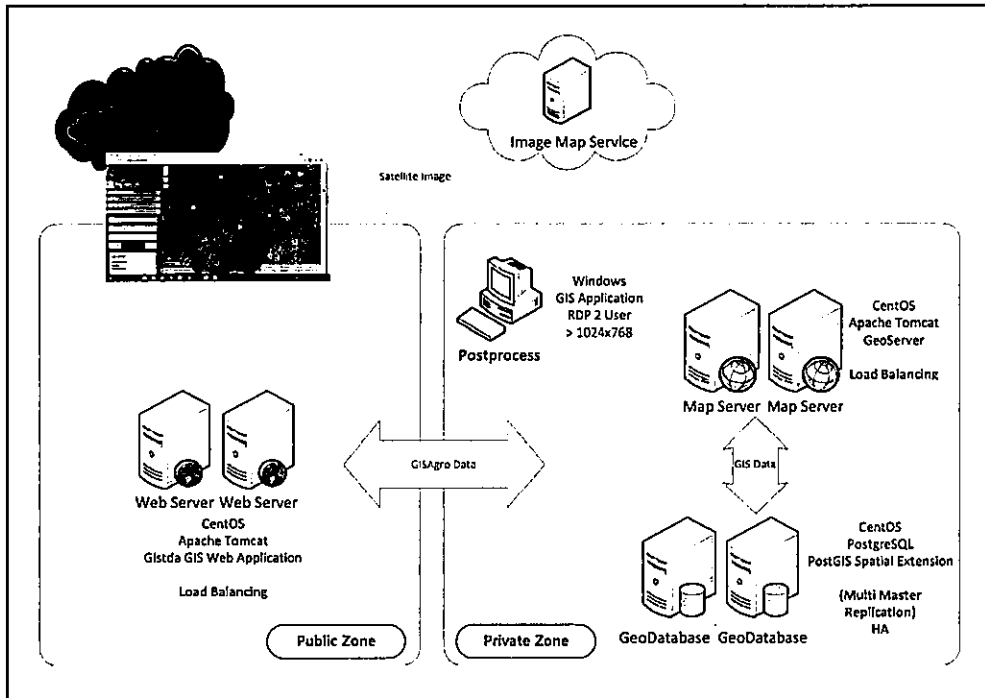 Image Map Service
Satellite Image
Windows
GIS Application
RDP 2 User
> 1024x768
Postprocess
CentOS
Apache Tomcat
GeoServer
Load Balancing
Map Server Map Server
GISAgro Data
GIS Data
Web Server Web Server
CentOS
Apache Tomcat
Gistda GIS Web Application
Load Balancing
CentOS
PostgreSQL
PostGIS Spatial Extension
(Multi Master
Replication)
HA
GeoDatabase GeoDatabase
Public Zone
Private Zone